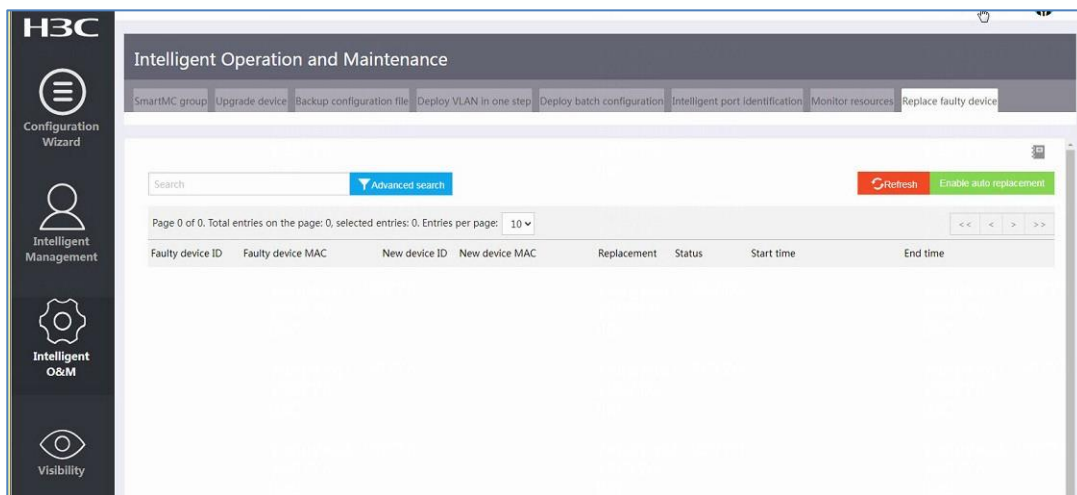 H3C
Configuration
Wizard
Intelligent
Management
Intelligent
O&M
Visibility
Intelligent Operation and Maintenance
SmartMC group Upgrade device Backup configuration file Deploy VLAN in one step Deploy batch configuration Intelligent port identification Monitor resources Replace faulty device
Search Advanced search Refresh Enable auto replacement
Page 0 of 0. Total entries on the page: 0, selected entries: 0. Entries per page: 10 << < > >>
Faulty device ID Faulty device MAC New device ID New device MAC Replacement Status Start time End time